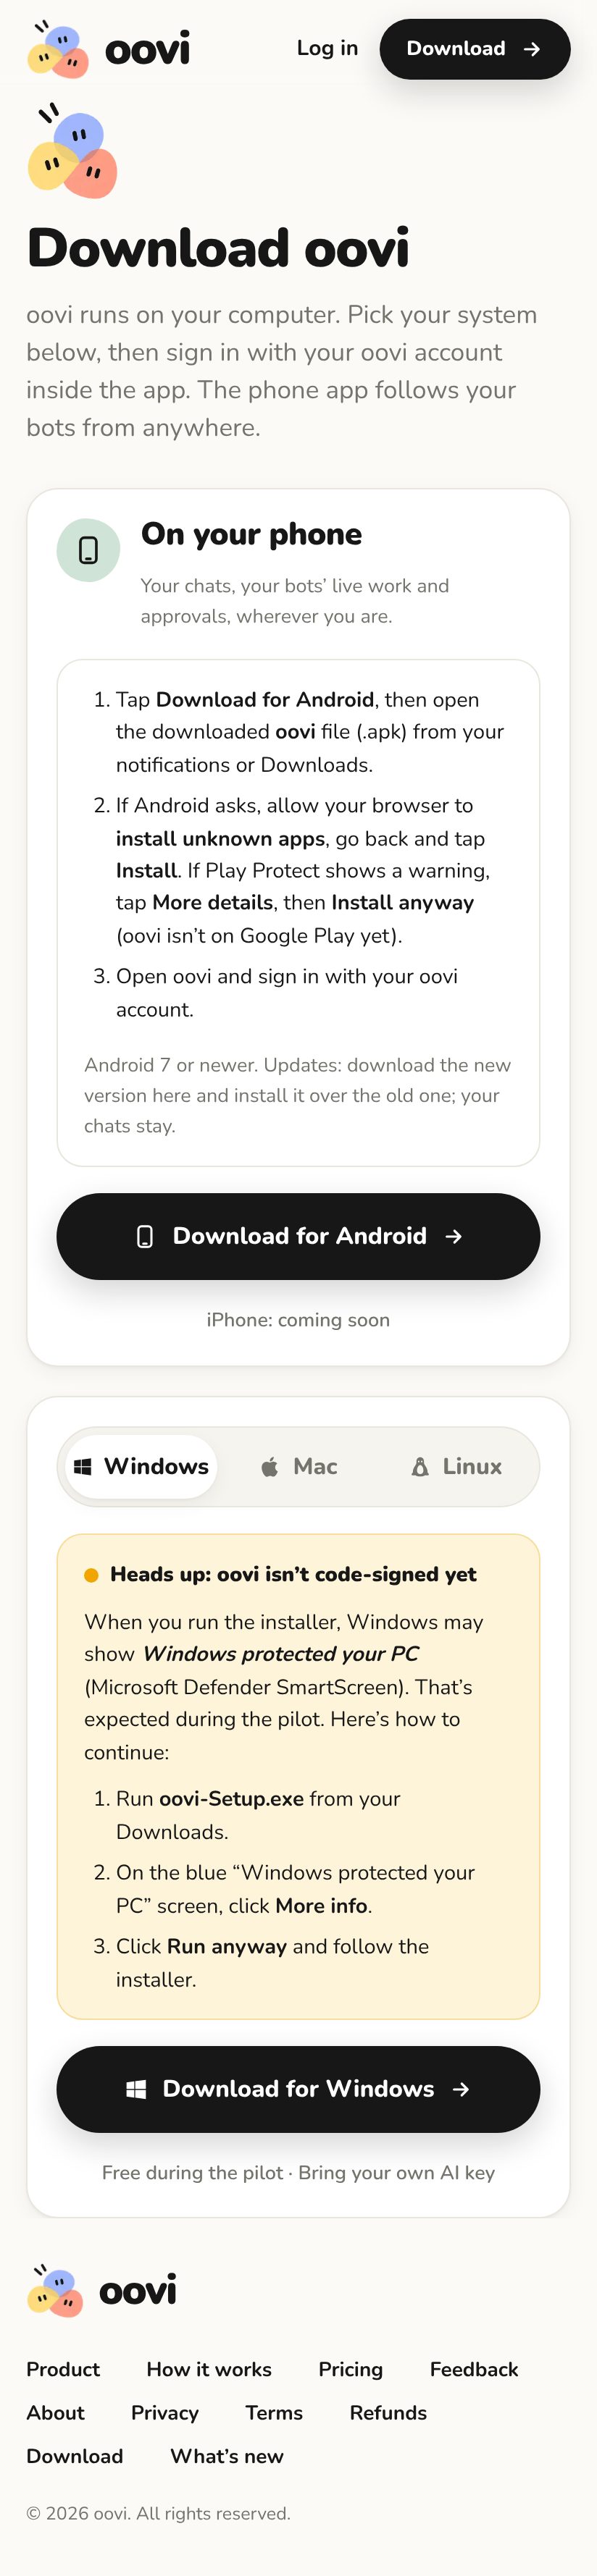 oovi
Log in
Download →
Download oovi
oovi runs on your computer. Pick your system
below, then sign in with your oovi account
inside the app. The phone app follows your
bots from anywhere.
On your phone
Your chats, your bots’ live work and
approvals, wherever you are.
1. Tap Download for Android, then open
the downloaded oovi file (.apk) from your
notifications or Downloads.
2. If Android asks, allow your browser to
install unknown apps, go back and tap
Install. If Play Protect shows a warning,
tap More details, then Install anyway
(oovi isn’t on Google Play yet).
3. Open oovi and sign in with your oovi
account.
Android 7 or newer. Updates: download the new
version here and install it over the old one; your
chats stay.
Download for Android →
iPhone: coming soon
Windows
Mac
Linux
Heads up: oovi isn’t code-signed yet
When you run the installer, Windows may
show Windows protected your PC
(Microsoft Defender SmartScreen). That’s
expected during the pilot. Here’s how to
continue:
1. Run oovi-Setup.exe from your
Downloads.
2. On the blue “Windows protected your
PC” screen, click More info.
3. Click Run anyway and follow the
installer.
Download for Windows →
Free during the pilot · Bring your own AI key
oovi
Product How it works Pricing Feedback
About Privacy Terms Refunds
Download What’s new
© 2026 oovi. All rights reserved.